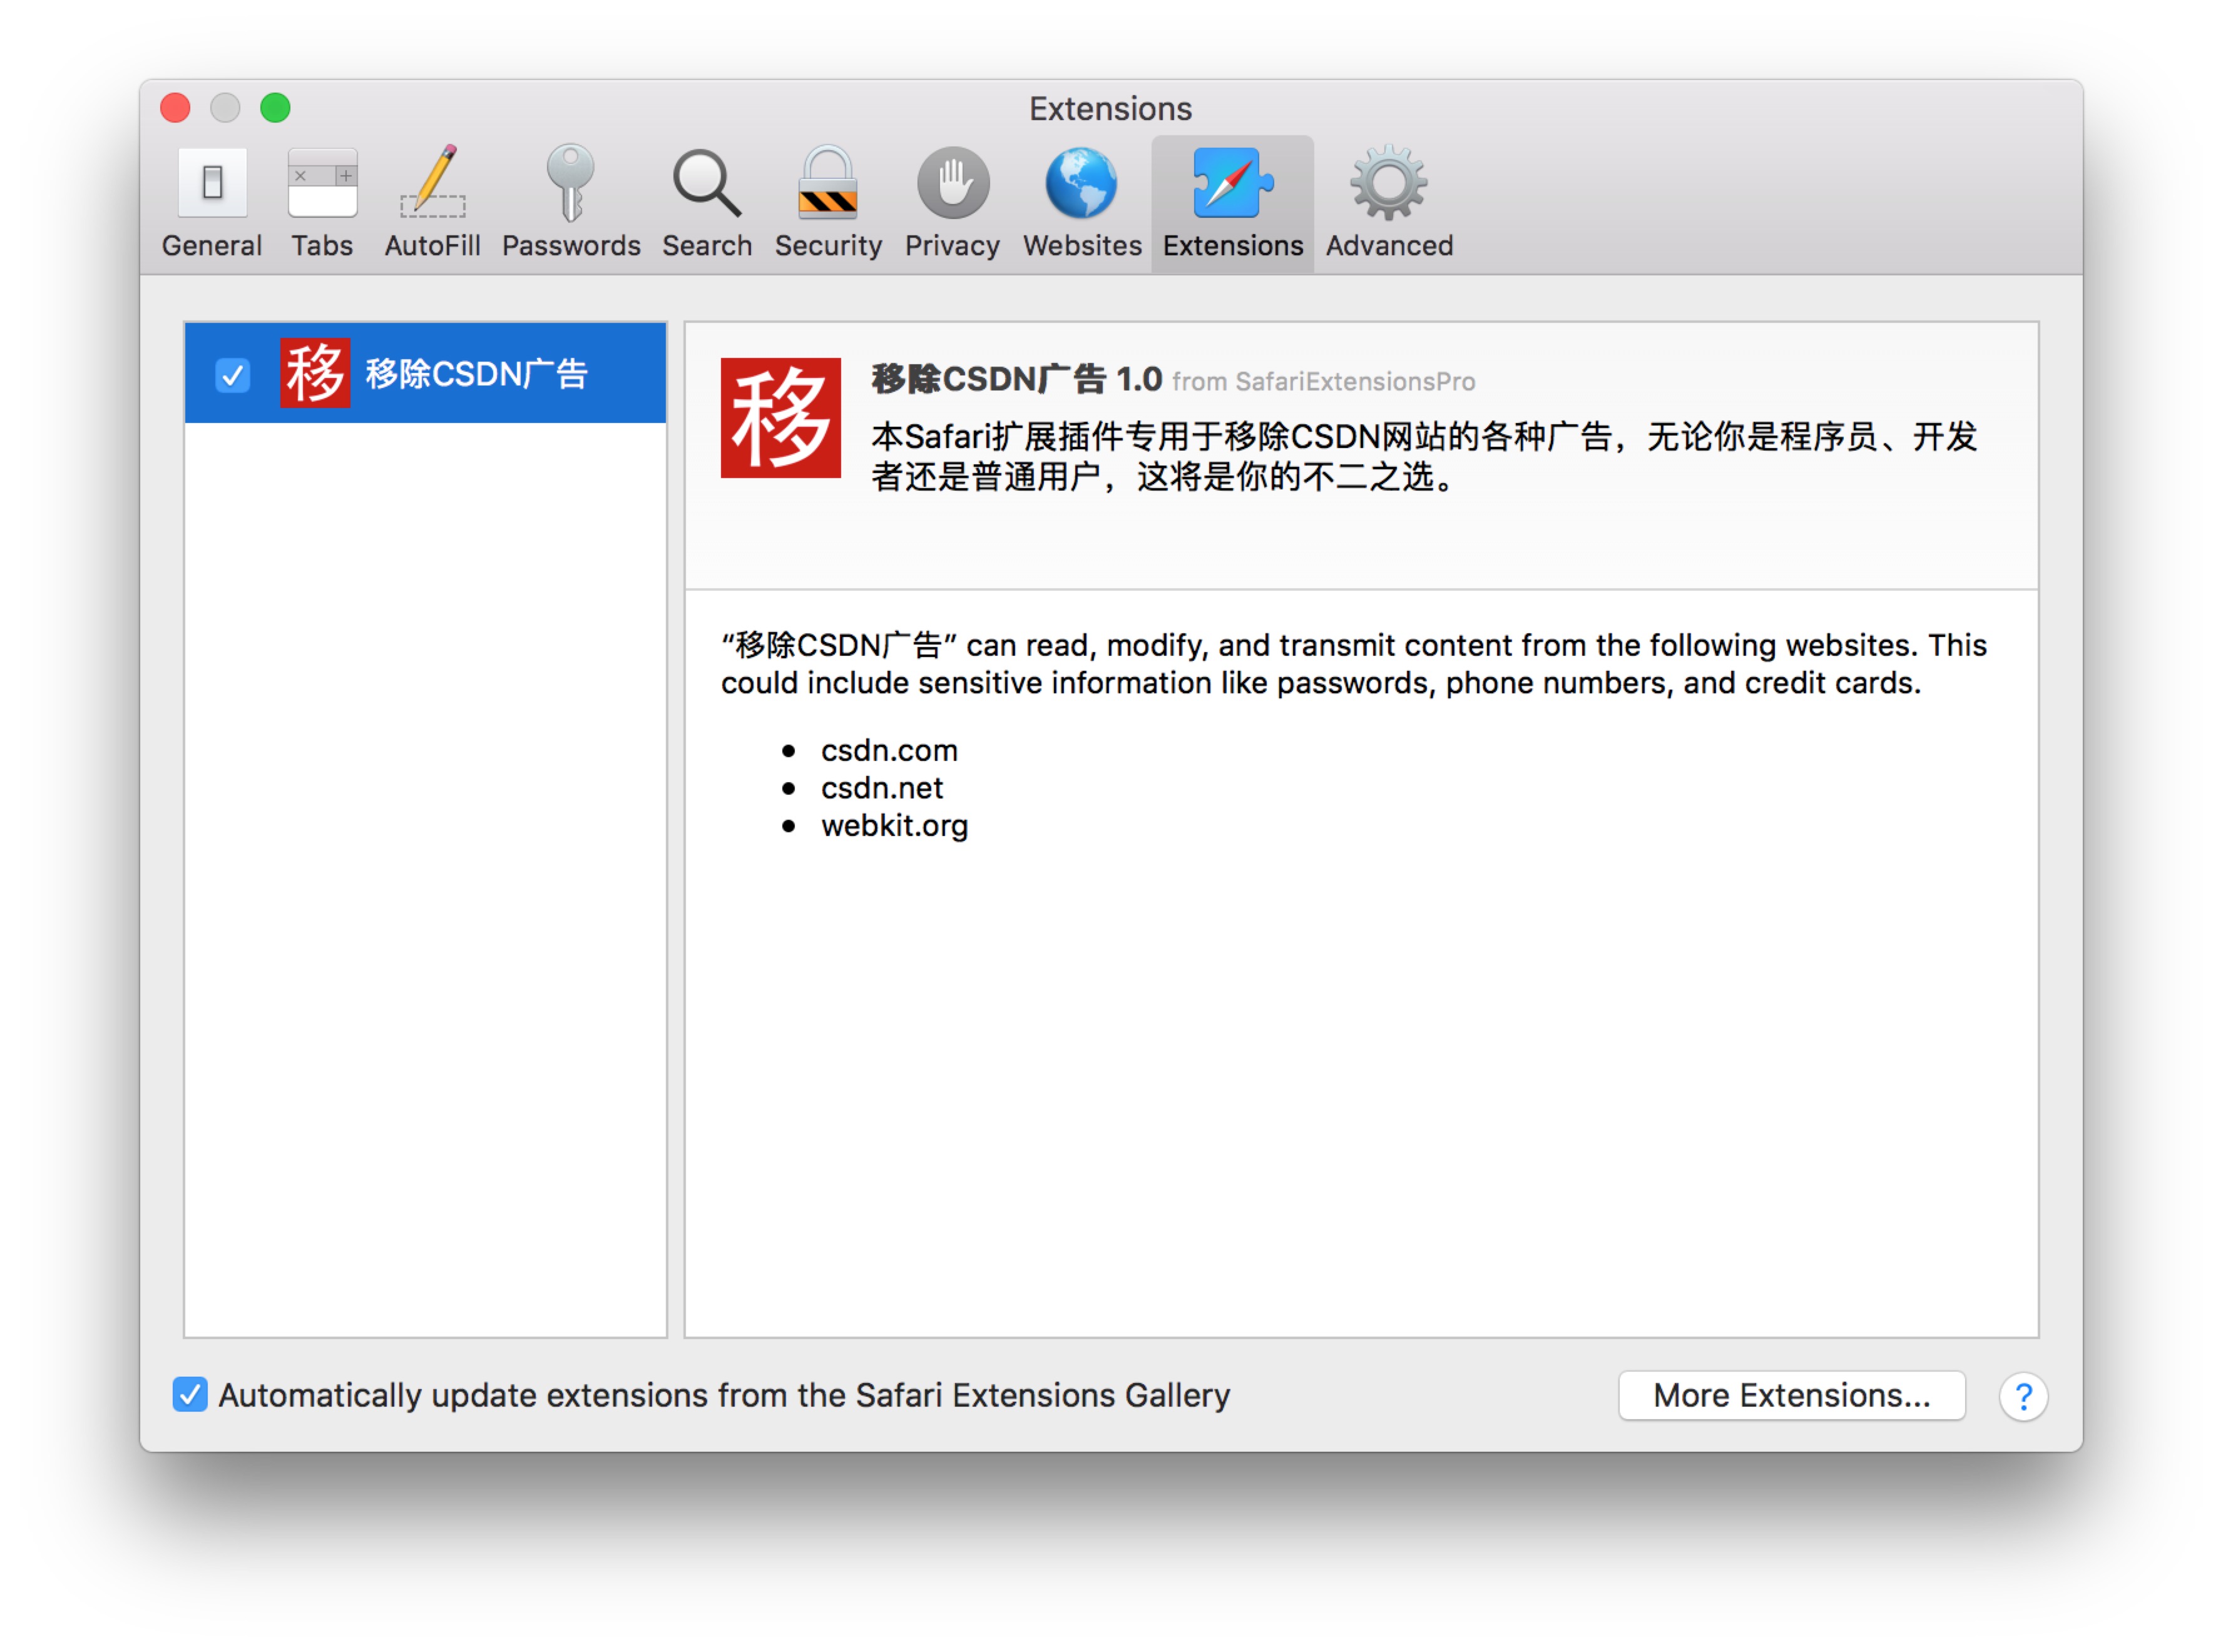 Extensions
General
Tabs
AutoFill
Passwords
Search
Security
Privacy
Websites
Extensions
Advanced
移 移除CSDN广告
移
移除CSDN广告 1.0 from SafariExtensionsPro
本Safari扩展插件专用于移除CSDN网站的各种广告，无论你是程序员、开发
者还是普通用户，这将是你的不二之选。
“移除CSDN广告” can read, modify, and transmit content from the following websites. This
could include sensitive information like passwords, phone numbers, and credit cards.
• csdn.com
• csdn.net
• webkit.org
Automatically update extensions from the Safari Extensions Gallery
More Extensions...
?